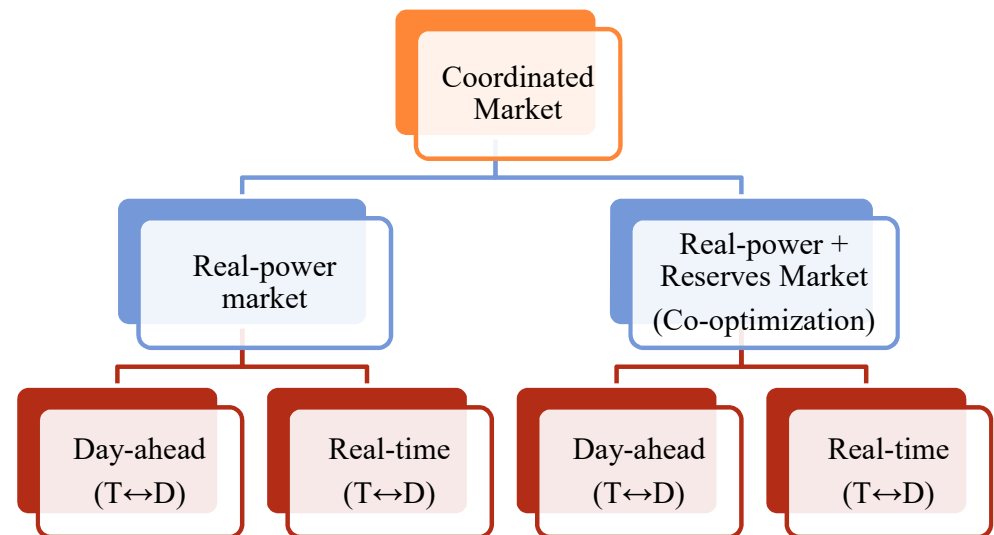 Coordinated
Market
Real-power
market
Real-power +
Reserves Market
(Co-optimization)
Day-ahead
(T↔D)
Real-time
(T↔D)
Day-ahead
(T↔D)
Real-time
(T↔D)